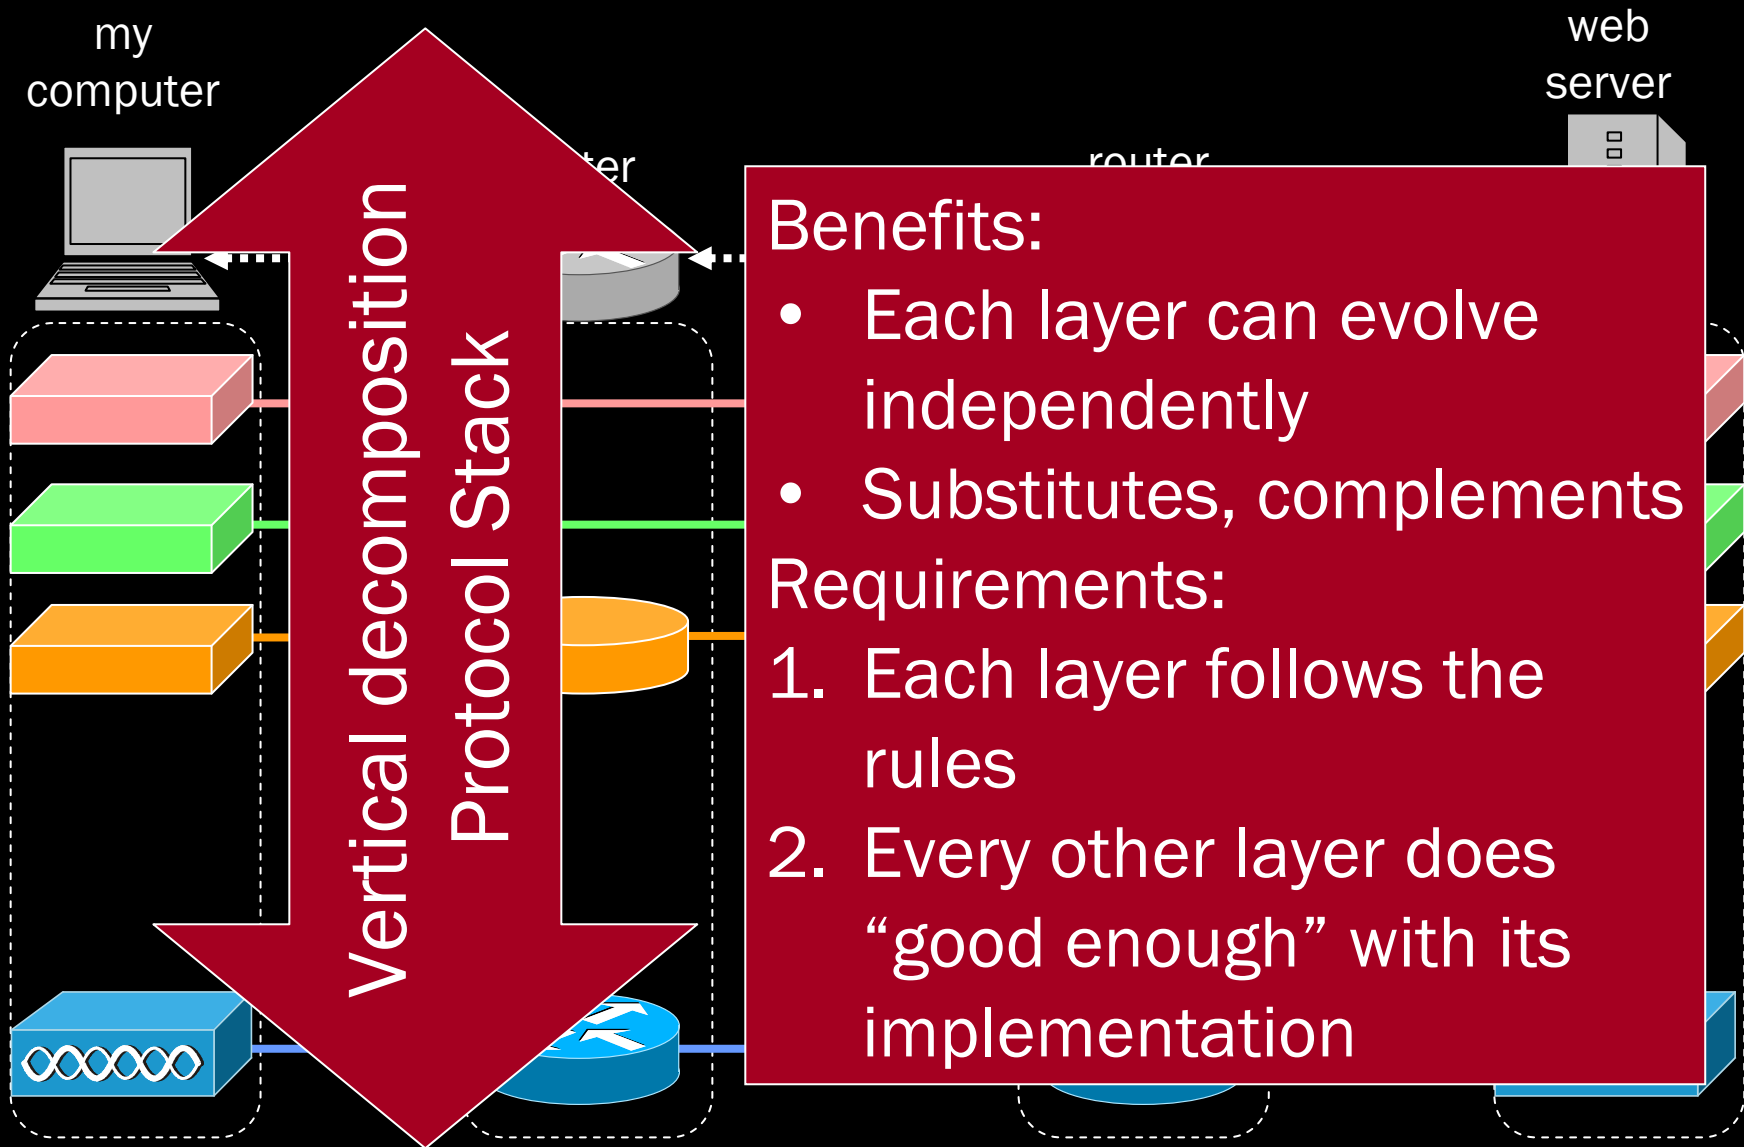 my
computer
web
server
router
Vertical decomposition
Protocol Stack
Benefits:
• Each layer can evolve
independently
• Substitutes, complements
Requirements:
1. Each layer follows the
rules
2. Every other layer does
“good enough” with its
implementation